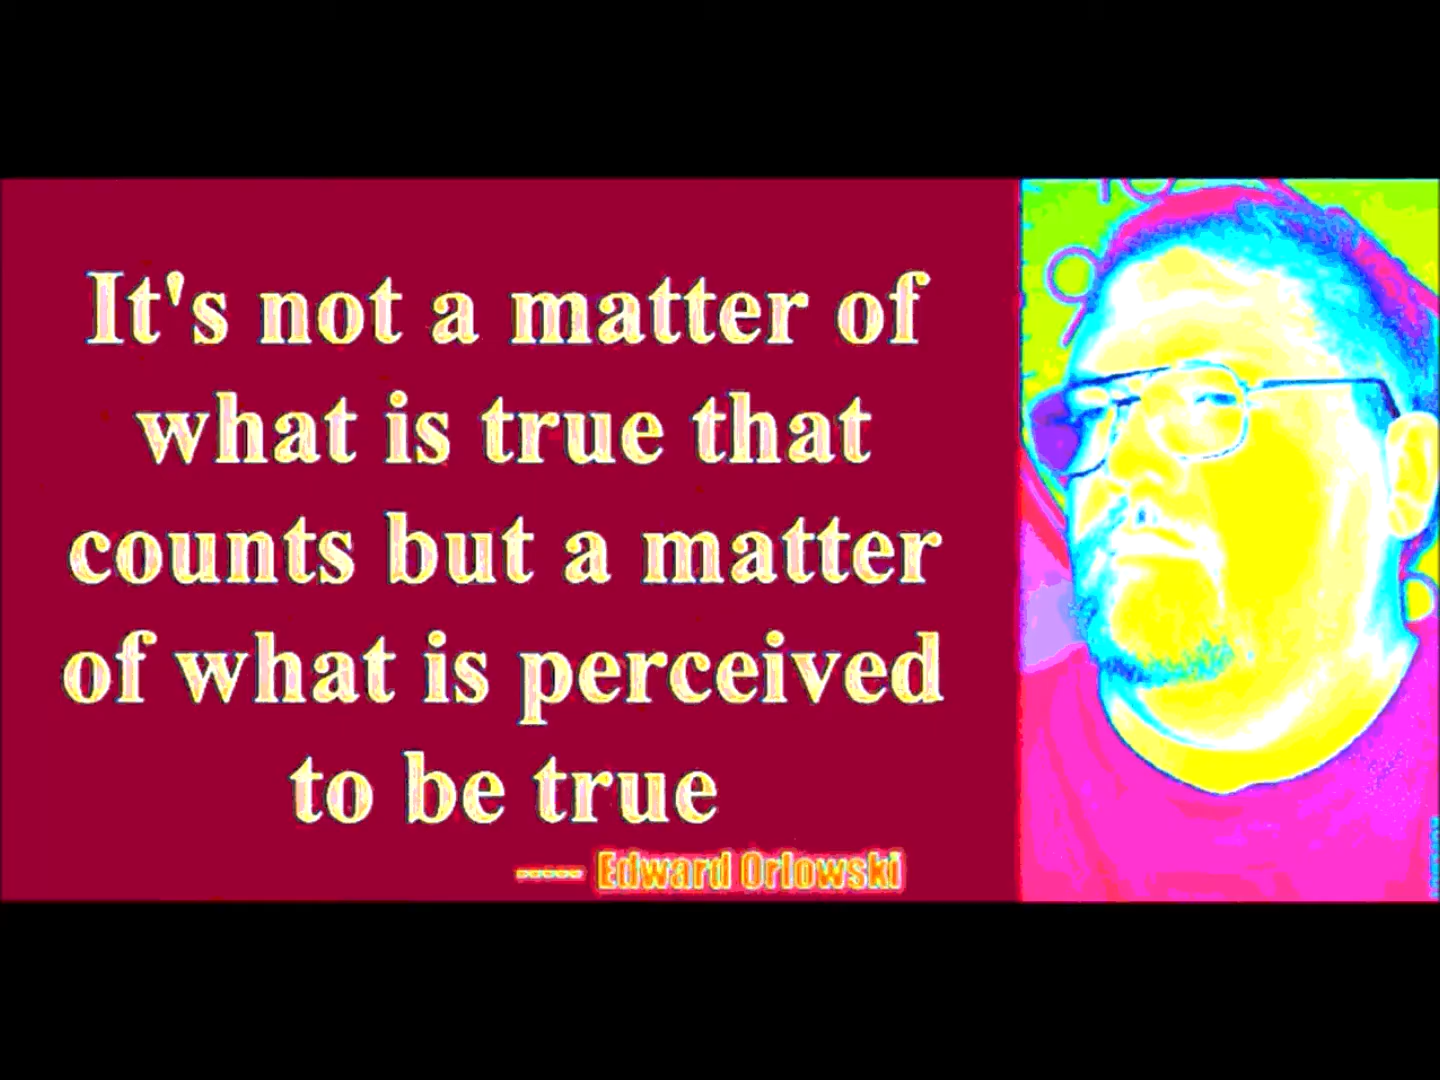 It's not a matter of
what is true that
counts but a matter
of what is perceived
to be true
----- Edward Orlowski